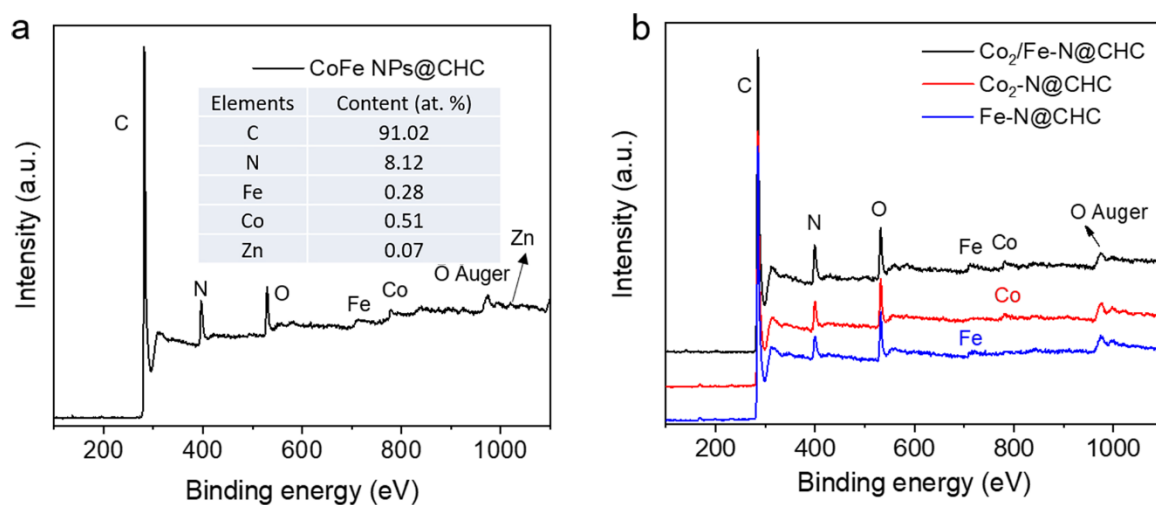 a
CoFe NPs@CHC
Elements Content (at. %)
C 91.02
N 8.12
Fe 0.28
Co 0.51
Zn 0.07
C
N
O
Fe
Co
O Auger
Zn
Intensity (a.u.)
200 400 600 800 1000
Binding energy (eV)
b
Co₂/Fe-N@CHC
Co₂-N@CHC
Fe-N@CHC
C
N
O
Fe
Co
O Auger
Co
Fe
Intensity (a.u.)
200 400 600 800 1000
Binding energy (eV)